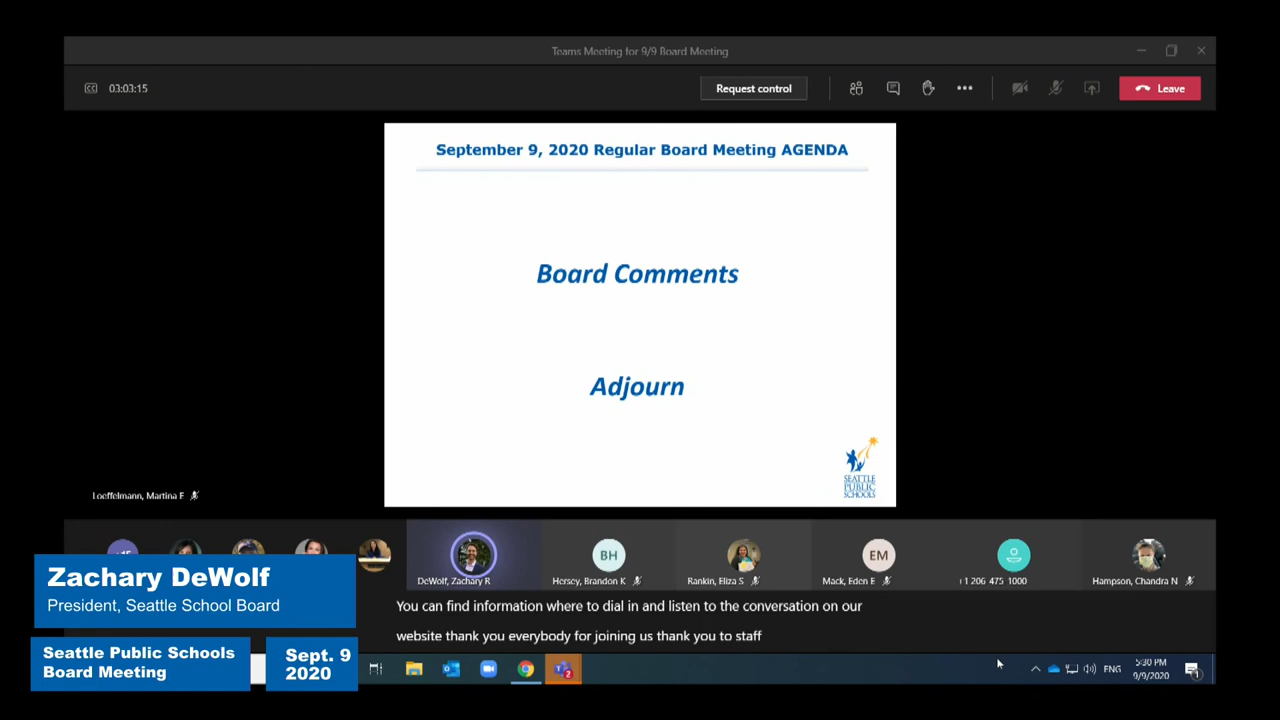 Teams Meeting for 9/9 Board Meeting
CC
03:03:15
Request control
Leave
September 9, 2020 Regular Board Meeting AGENDA
Board Comments
Adjourn
SEATTLE
PUBLIC
SCHOOLS
Loeffelmann, Martina E
DeWolf, Zachary R
BH
Hersey, Brandon K
Rankin, Eliza S
EM
Mack, Eden E
+1 206 475 1000
Hampson, Chandra N
Zachary DeWolf
President, Seattle School Board
You can find information where to dial in and listen to the conversation on our
website thank you everybody for joining us thank you to staff
Seattle Public Schools
Board Meeting
Sept. 9
2020
2
ENG
5:30 PM
9/9/2020
1